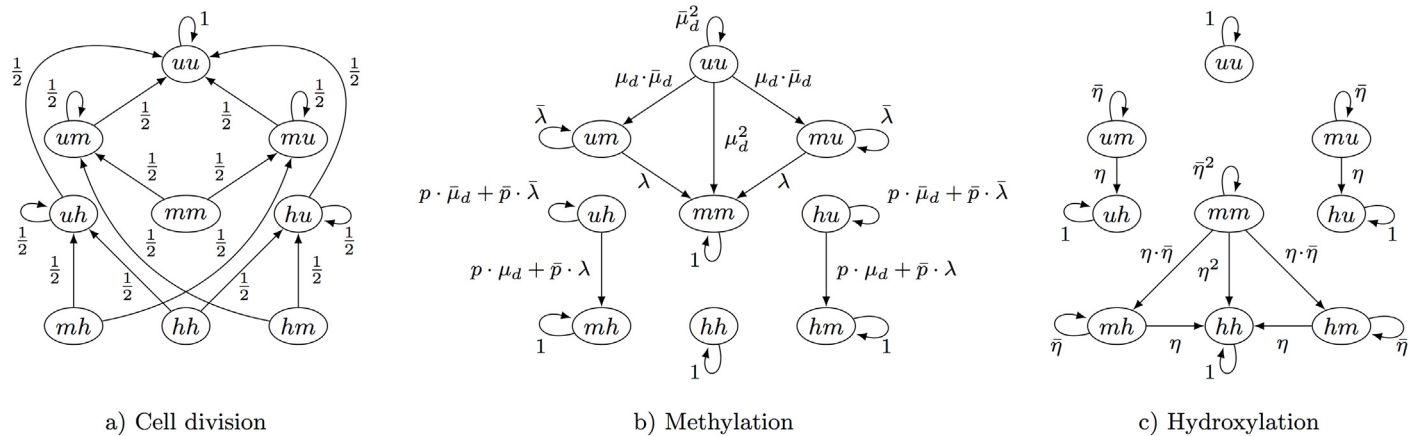 1
1/2
uu
1/2
1/2 1/2
1/2 1/2
um mu
1/2 1/2
uh mm hu
1/2 1/2 1/2 1/2
1/2 1/2 1/2 1/2
mh hh hm
a) Cell division
μ̄_d^2
uu
μ_d·μ̄_d μ_d·μ̄_d
λ̄ um μ_d^2 mu λ̄
λ λ
p · μ̄_d + p̄ · λ̄ p · μ̄_d + p̄ · λ̄
uh mm hu
1
p · μ_d + p̄ · λ p · μ_d + p̄ · λ
mh hh hm
1 1 1
b) Methylation
1
uu
η̄ η̄
um mu
η η̄^2 η
uh mm hu
1 1
η·η̄ η^2 η·η̄
mh hh hm
η̄ η η η̄
1
c) Hydroxylation